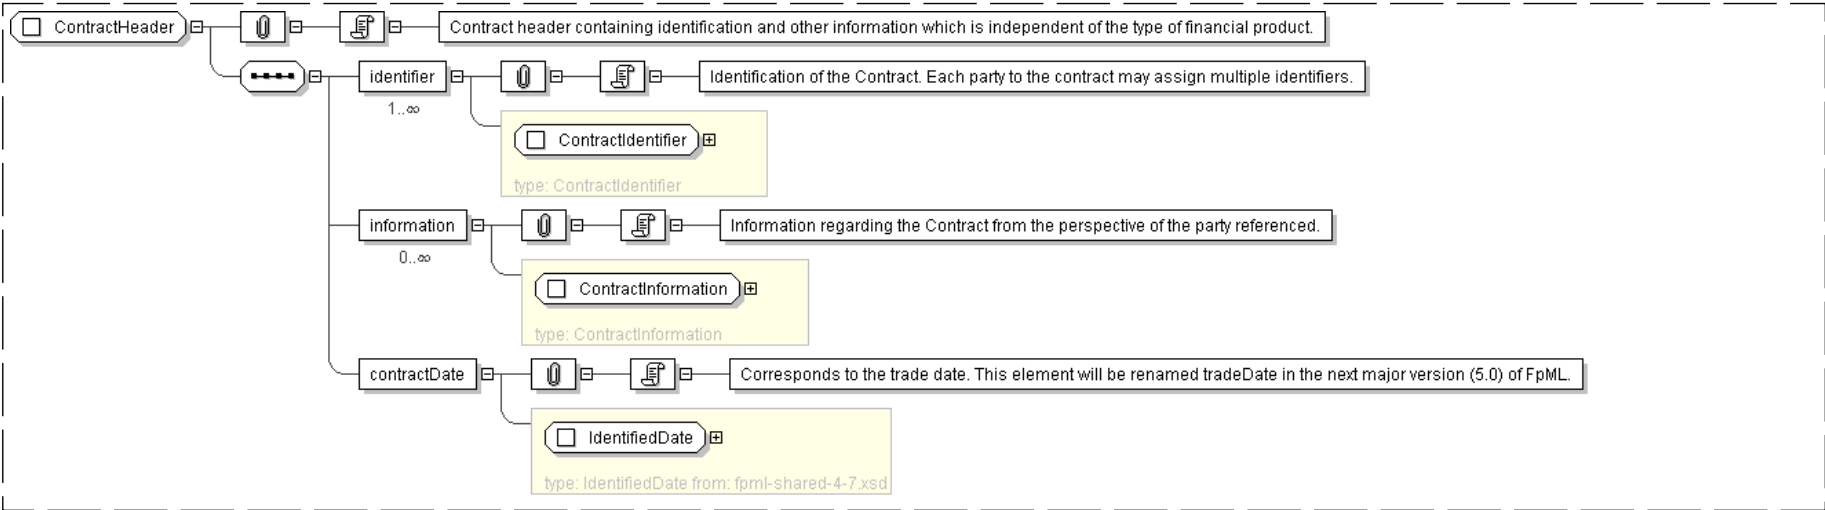 ContractHeader
Contract header containing identification and other information which is independent of the type of financial product.
identifier
Identification of the Contract. Each party to the contract may assign multiple identifiers.
1..∞
ContractIdentifier
type: ContractIdentifier
information
Information regarding the Contract from the perspective of the party referenced.
0..∞
ContractInformation
type: ContractInformation
contractDate
Corresponds to the trade date. This element will be renamed tradeDate in the next major version (5.0) of FpML.
IdentifiedDate
type: IdentifiedDate from: fpml-shared-4-7.xsd